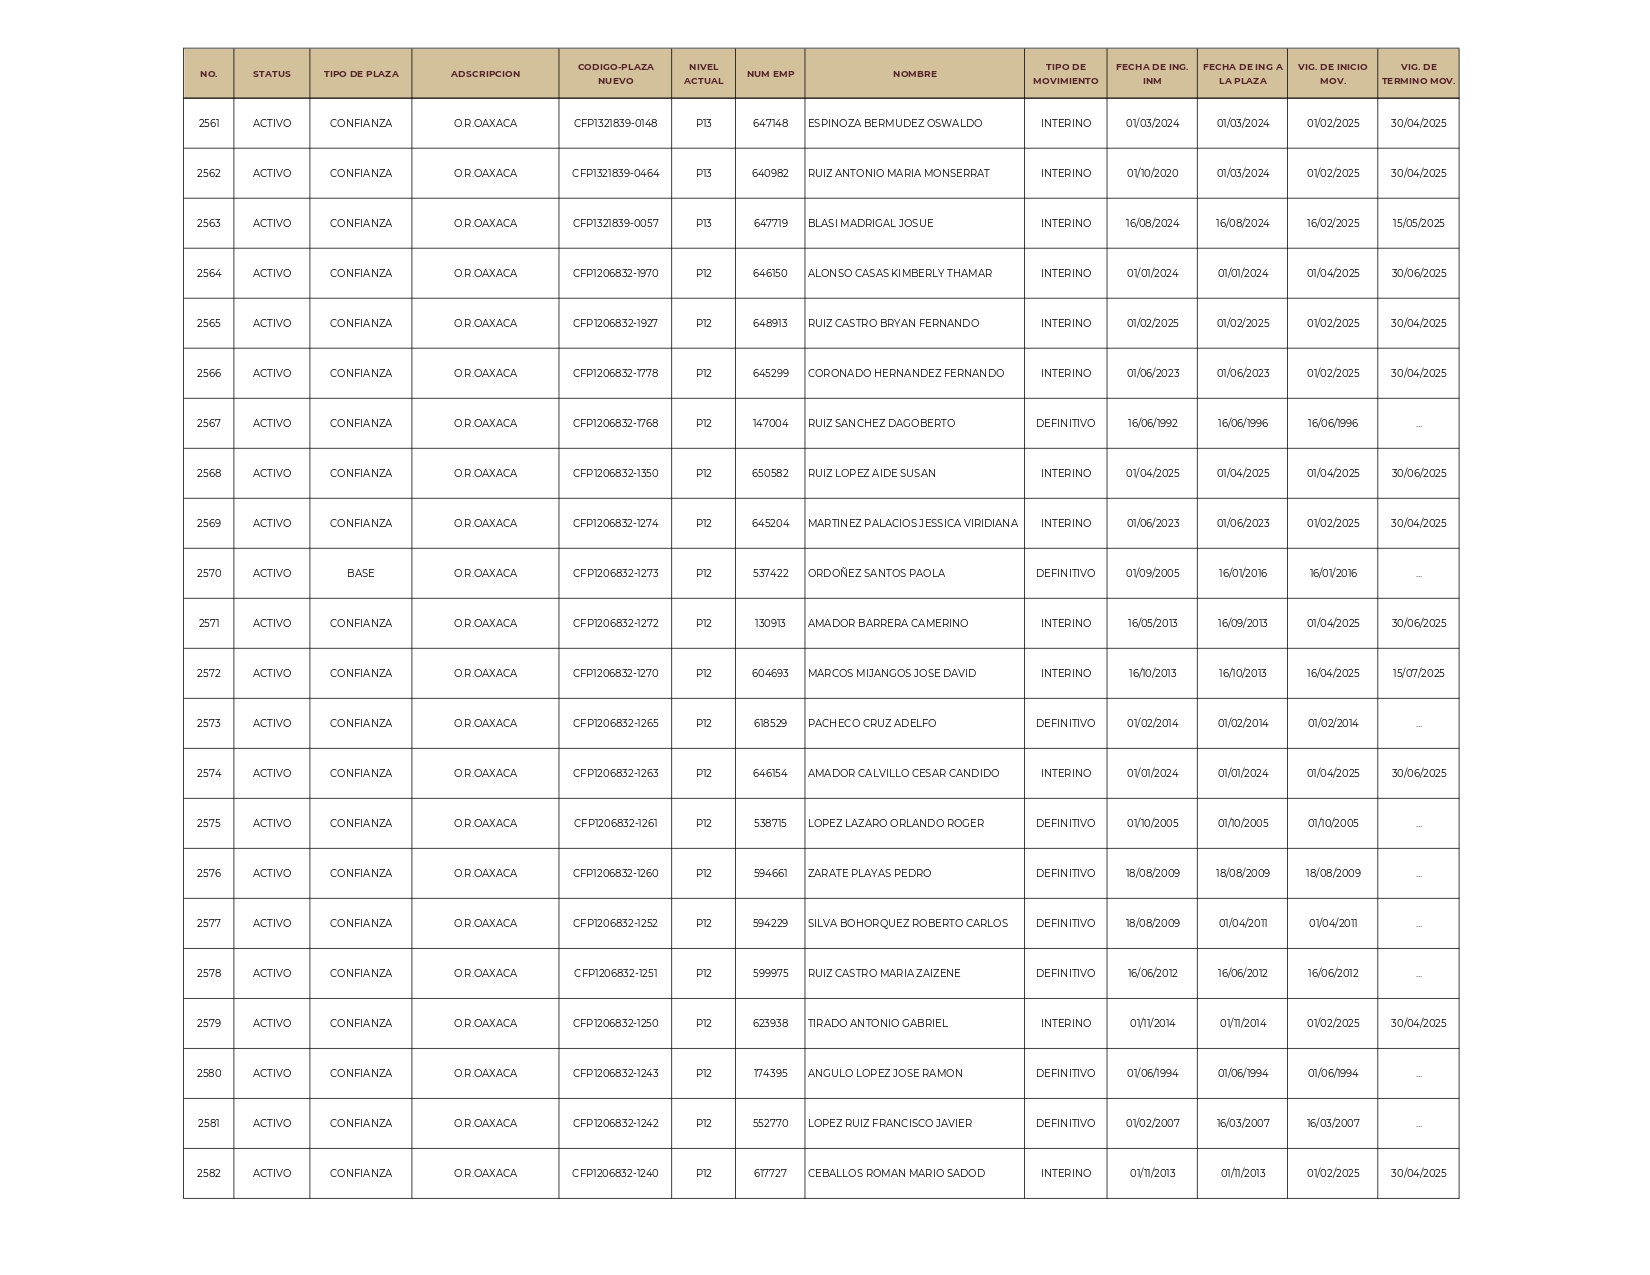 NO. STATUS TIPO DE PLAZA ADSCRIPCION CODIGO-PLAZA NUEVO NIVEL ACTUAL NUM EMP NOMBRE TIPO DE MOVIMIENTO FECHA DE ING. INM FECHA DE ING A LA PLAZA VIG. DE INICIO MOV. VIG. DE TERMINO MOV.
2561 ACTIVO CONFIANZA O.R.OAXACA CFP1321839-0148 P13 647148 ESPINOZA BERMUDEZ OSWALDO INTERINO 01/03/2024 01/03/2024 01/02/2025 30/04/2025
2562 ACTIVO CONFIANZA O.R.OAXACA CFP1321839-0464 P13 640982 RUIZ ANTONIO MARIA MONSERRAT INTERINO 01/10/2020 01/03/2024 01/02/2025 30/04/2025
2563 ACTIVO CONFIANZA O.R.OAXACA CFP1321839-0057 P13 647719 BLASI MADRIGAL JOSUE INTERINO 16/08/2024 16/08/2024 16/02/2025 15/05/2025
2564 ACTIVO CONFIANZA O.R.OAXACA CFP1206832-1970 P12 646150 ALONSO CASAS KIMBERLY THAMAR INTERINO 01/01/2024 01/01/2024 01/04/2025 30/06/2025
2565 ACTIVO CONFIANZA O.R.OAXACA CFP1206832-1927 P12 648913 RUIZ CASTRO BRYAN FERNANDO INTERINO 01/02/2025 01/02/2025 01/02/2025 30/04/2025
2566 ACTIVO CONFIANZA O.R.OAXACA CFP1206832-1778 P12 645299 CORONADO HERNANDEZ FERNANDO INTERINO 01/06/2023 01/06/2023 01/02/2025 30/04/2025
2567 ACTIVO CONFIANZA O.R.OAXACA CFP1206832-1768 P12 147004 RUIZ SANCHEZ DAGOBERTO DEFINITIVO 16/06/1992 16/06/1996 16/06/1996 ...
2568 ACTIVO CONFIANZA O.R.OAXACA CFP1206832-1350 P12 650582 RUIZ LOPEZ AIDE SUSAN INTERINO 01/04/2025 01/04/2025 01/04/2025 30/06/2025
2569 ACTIVO CONFIANZA O.R.OAXACA CFP1206832-1274 P12 645204 MARTINEZ PALACIOS JESSICA VIRIDIANA INTERINO 01/06/2023 01/06/2023 01/02/2025 30/04/2025
2570 ACTIVO BASE O.R.OAXACA CFP1206832-1273 P12 537422 ORDOÑEZ SANTOS PAOLA DEFINITIVO 01/09/2005 16/01/2016 16/01/2016 ...
2571 ACTIVO CONFIANZA O.R.OAXACA CFP1206832-1272 P12 130913 AMADOR BARRERA CAMERINO INTERINO 16/05/2013 16/09/2013 01/04/2025 30/06/2025
2572 ACTIVO CONFIANZA O.R.OAXACA CFP1206832-1270 P12 604693 MARCOS MIJANGOS JOSE DAVID INTERINO 16/10/2013 16/10/2013 16/04/2025 15/07/2025
2573 ACTIVO CONFIANZA O.R.OAXACA CFP1206832-1265 P12 618529 PACHECO CRUZ ADELFO DEFINITIVO 01/02/2014 01/02/2014 01/02/2014 ...
2574 ACTIVO CONFIANZA O.R.OAXACA CFP1206832-1263 P12 646154 AMADOR CALVILLO CESAR CANDIDO INTERINO 01/01/2024 01/01/2024 01/04/2025 30/06/2025
2575 ACTIVO CONFIANZA O.R.OAXACA CFP1206832-1261 P12 538715 LOPEZ LAZARO ORLANDO ROGER DEFINITIVO 01/10/2005 01/10/2005 01/10/2005 ...
2576 ACTIVO CONFIANZA O.R.OAXACA CFP1206832-1260 P12 594661 ZARATE PLAYAS PEDRO DEFINITIVO 18/08/2009 18/08/2009 18/08/2009 ...
2577 ACTIVO CONFIANZA O.R.OAXACA CFP1206832-1252 P12 594229 SILVA BOHORQUEZ ROBERTO CARLOS DEFINITIVO 18/08/2009 01/04/2011 01/04/2011 ...
2578 ACTIVO CONFIANZA O.R.OAXACA CFP1206832-1251 P12 599975 RUIZ CASTRO MARIA ZAIZENE DEFINITIVO 16/06/2012 16/06/2012 16/06/2012 ...
2579 ACTIVO CONFIANZA O.R.OAXACA CFP1206832-1250 P12 623938 TIRADO ANTONIO GABRIEL INTERINO 01/11/2014 01/11/2014 01/02/2025 30/04/2025
2580 ACTIVO CONFIANZA O.R.OAXACA CFP1206832-1243 P12 174395 ANGULO LOPEZ JOSE RAMON DEFINITIVO 01/06/1994 01/06/1994 01/06/1994 ...
2581 ACTIVO CONFIANZA O.R.OAXACA CFP1206832-1242 P12 552770 LOPEZ RUIZ FRANCISCO JAVIER DEFINITIVO 01/02/2007 16/03/2007 16/03/2007 ...
2582 ACTIVO CONFIANZA O.R.OAXACA CFP1206832-1240 P12 617727 CEBALLOS ROMAN MARIO SADOD INTERINO 01/11/2013 01/11/2013 01/02/2025 30/04/2025